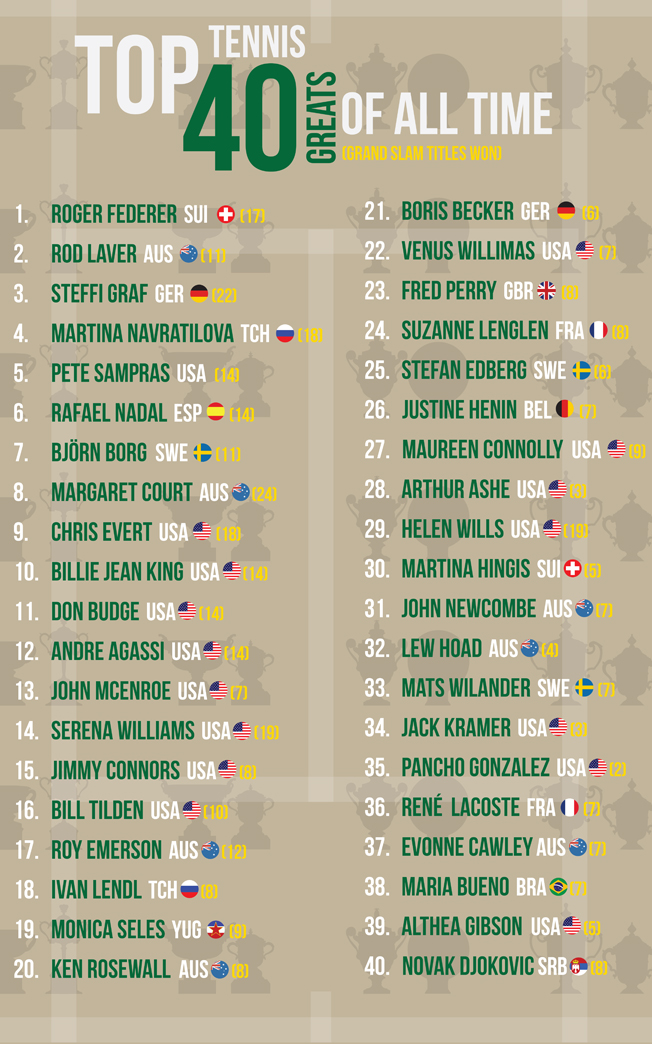 TOP TENNIS
40 GREATS OF ALL TIME
(GRAND SLAM TITLES WON)
1. ROGER FEDERER SUI (17)
2. ROD LAVER AUS (11)
3. STEFFI GRAF GER (22)
4. MARTINA NAVRATILOVA TCH (18)
5. PETE SAMPRAS USA (14)
6. RAFAEL NADAL ESP (14)
7. BJÖRN BORG SWE (11)
8. MARGARET COURT AUS (24)
9. CHRIS EVERT USA (18)
10. BILLIE JEAN KING USA (14)
11. DON BUDGE USA (14)
12. ANDRE AGASSI USA (14)
13. JOHN MCENROE USA (7)
14. SERENA WILLIAMS USA (19)
15. JIMMY CONNORS USA (8)
16. BILL TILDEN USA (10)
17. ROY EMERSON AUS (12)
18. IVAN LENDL TCH (8)
19. MONICA SELES YUG (9)
20. KEN ROSEWALL AUS (8)
21. BORIS BECKER GER (6)
22. VENUS WILLIMAS USA (7)
23. FRED PERRY GBR (8)
24. SUZANNE LENGLEN FRA (8)
25. STEFAN EDBERG SWE (6)
26. JUSTINE HENIN BEL (7)
27. MAUREEN CONNOLLY USA (9)
28. ARTHUR ASHE USA (3)
29. HELEN WILLS USA (19)
30. MARTINA HINGIS SUI (5)
31. JOHN NEWCOMBE AUS (7)
32. LEW HOAD AUS (4)
33. MATS WILANDER SWE (7)
34. JACK KRAMER USA (3)
35. PANCHO GONZALEZ USA (2)
36. RENÉ LACOSTE FRA (7)
37. EVONNE CAWLEY AUS (7)
38. MARIA BUENO BRA (7)
39. ALTHEA GIBSON USA (5)
40. NOVAK DJOKOVIC SRB (8)